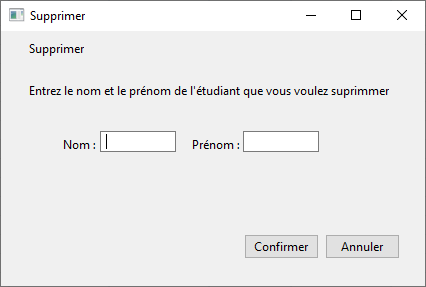 Supprimer
Supprimer
Entrez le nom et le prénom de l'étudiant que vous voulez suprimmer
Nom : Prénom :
Confirmer Annuler